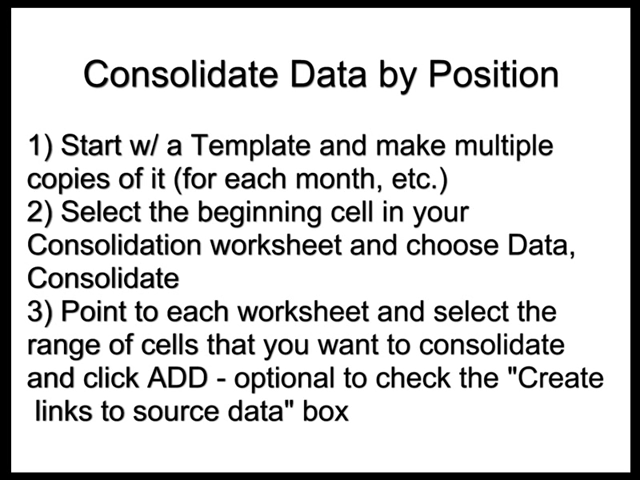 Consolidate Data by Position
1) Start w/ a Template and make multiple
copies of it (for each month, etc.)
2) Select the beginning cell in your
Consolidation worksheet and choose Data,
Consolidate
3) Point to each worksheet and select the
range of cells that you want to consolidate
and click ADD - optional to check the "Create
links to source data" box